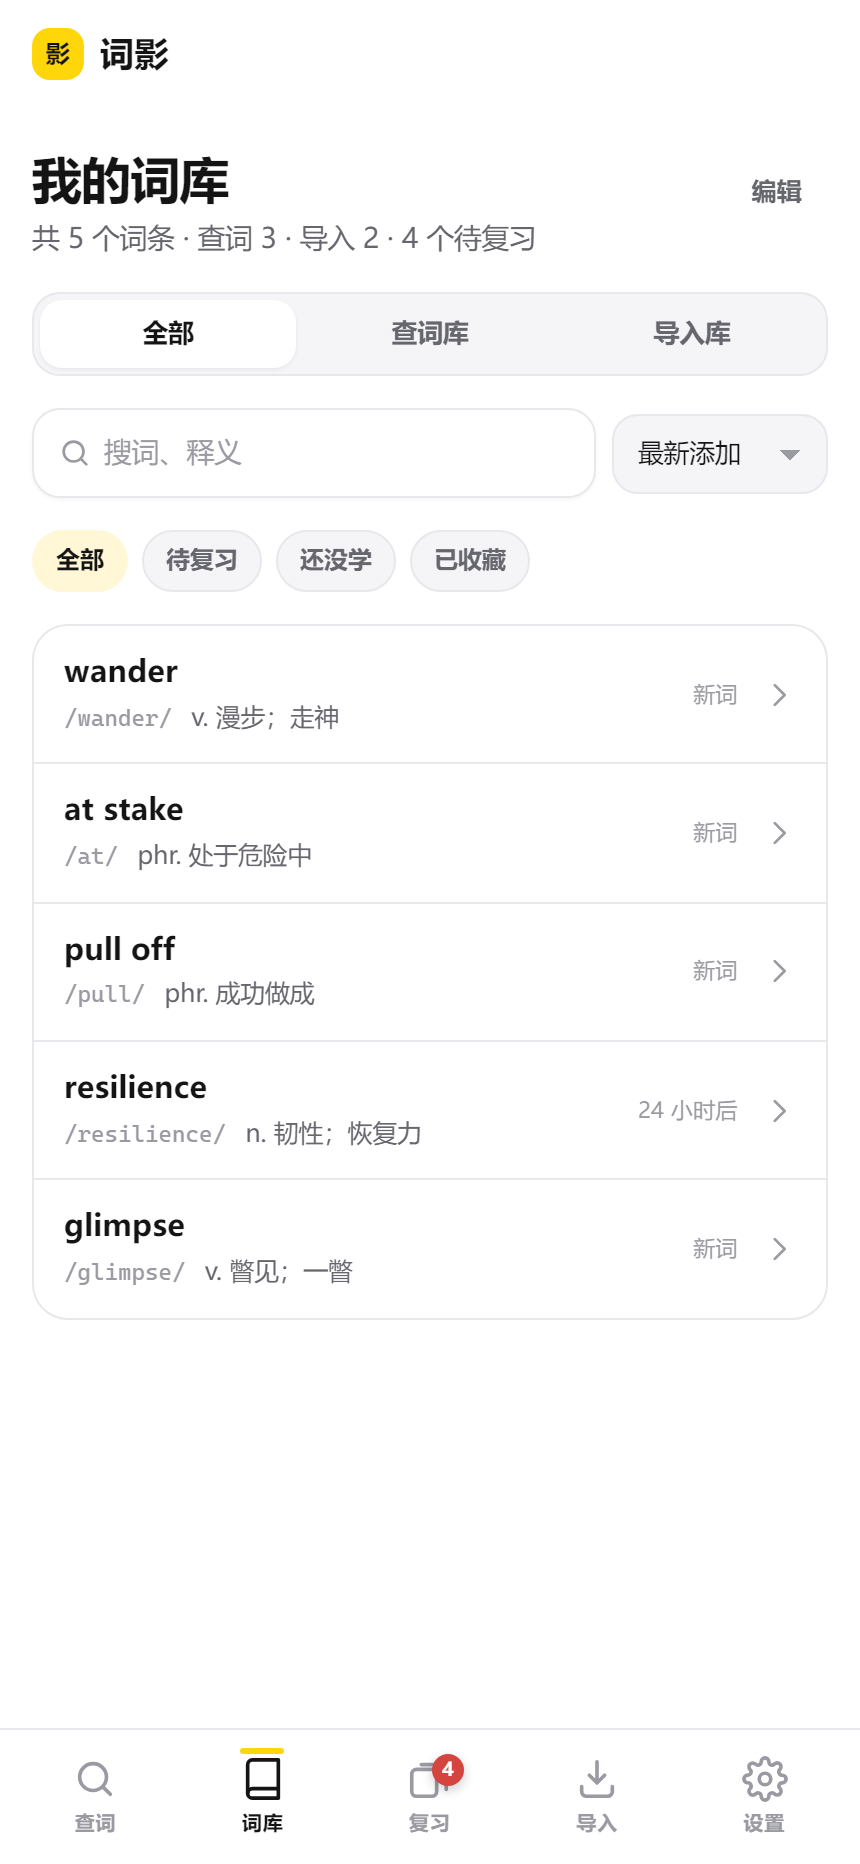 影 词影
我的词库
编辑
共 5 个词条 · 查词 3 · 导入 2 · 4 个待复习
全部 查词库 导入库
搜词、释义 最新添加
全部 待复习 还没学 已收藏
wander
/wander/ v. 漫步；走神
新词
at stake
/at/ phr. 处于危险中
新词
pull off
/pull/ phr. 成功做成
新词
resilience
/resilience/ n. 韧性；恢复力
24 小时后
glimpse
/glimpse/ v. 瞥见；一瞥
新词
4
查词 词库 复习 导入 设置